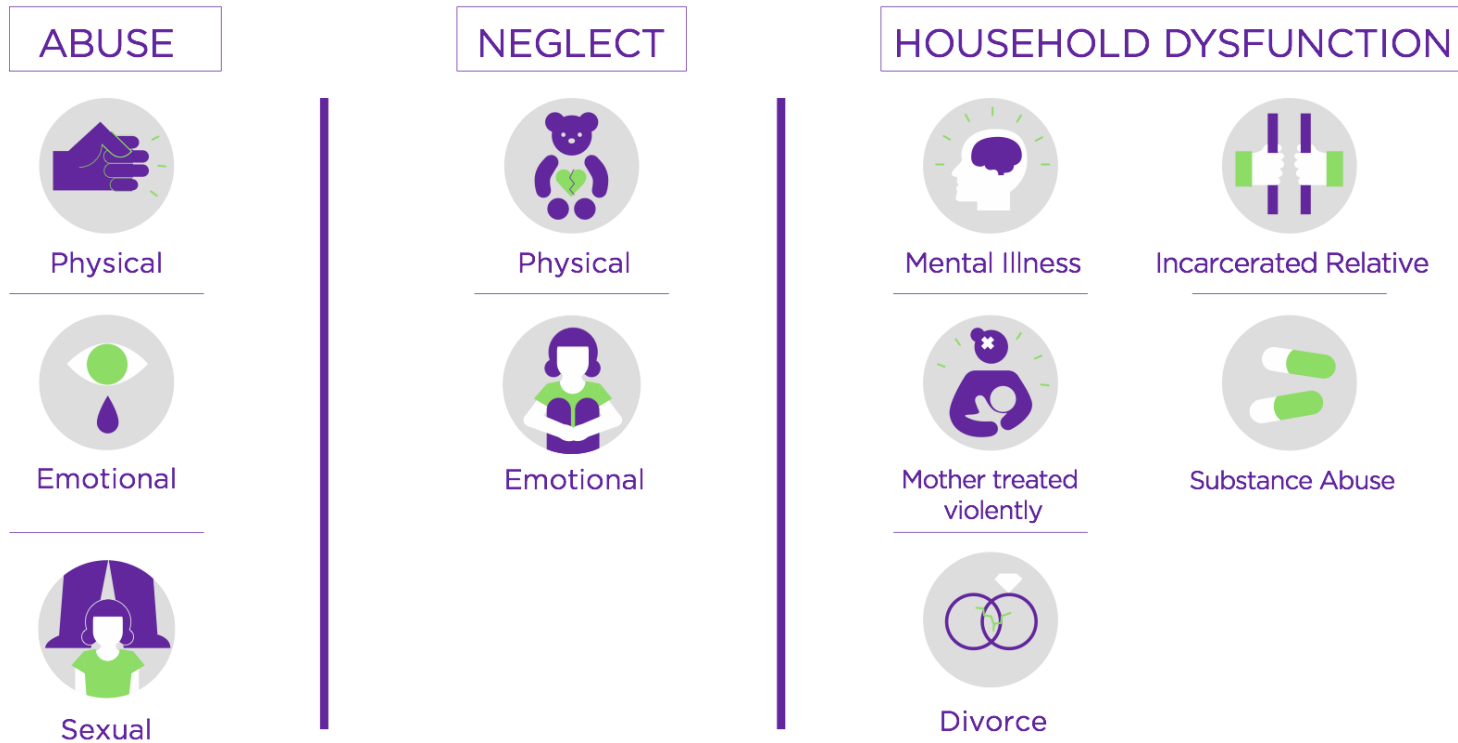 ABUSE
Physical
Emotional
Sexual
NEGLECT
Physical
Emotional
HOUSEHOLD DYSFUNCTION
Mental Illness
Incarcerated Relative
Mother treated
violently
Substance Abuse
Divorce